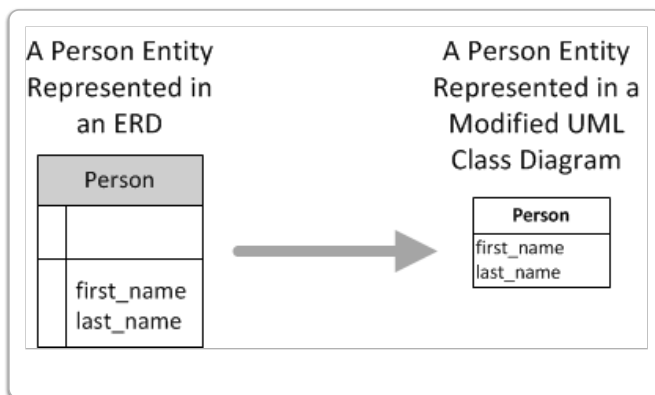 A Person Entity
Represented in
an ERD
Person
first_name
last_name
A Person Entity
Represented in a
Modified UML
Class Diagram
Person
first_name
last_name